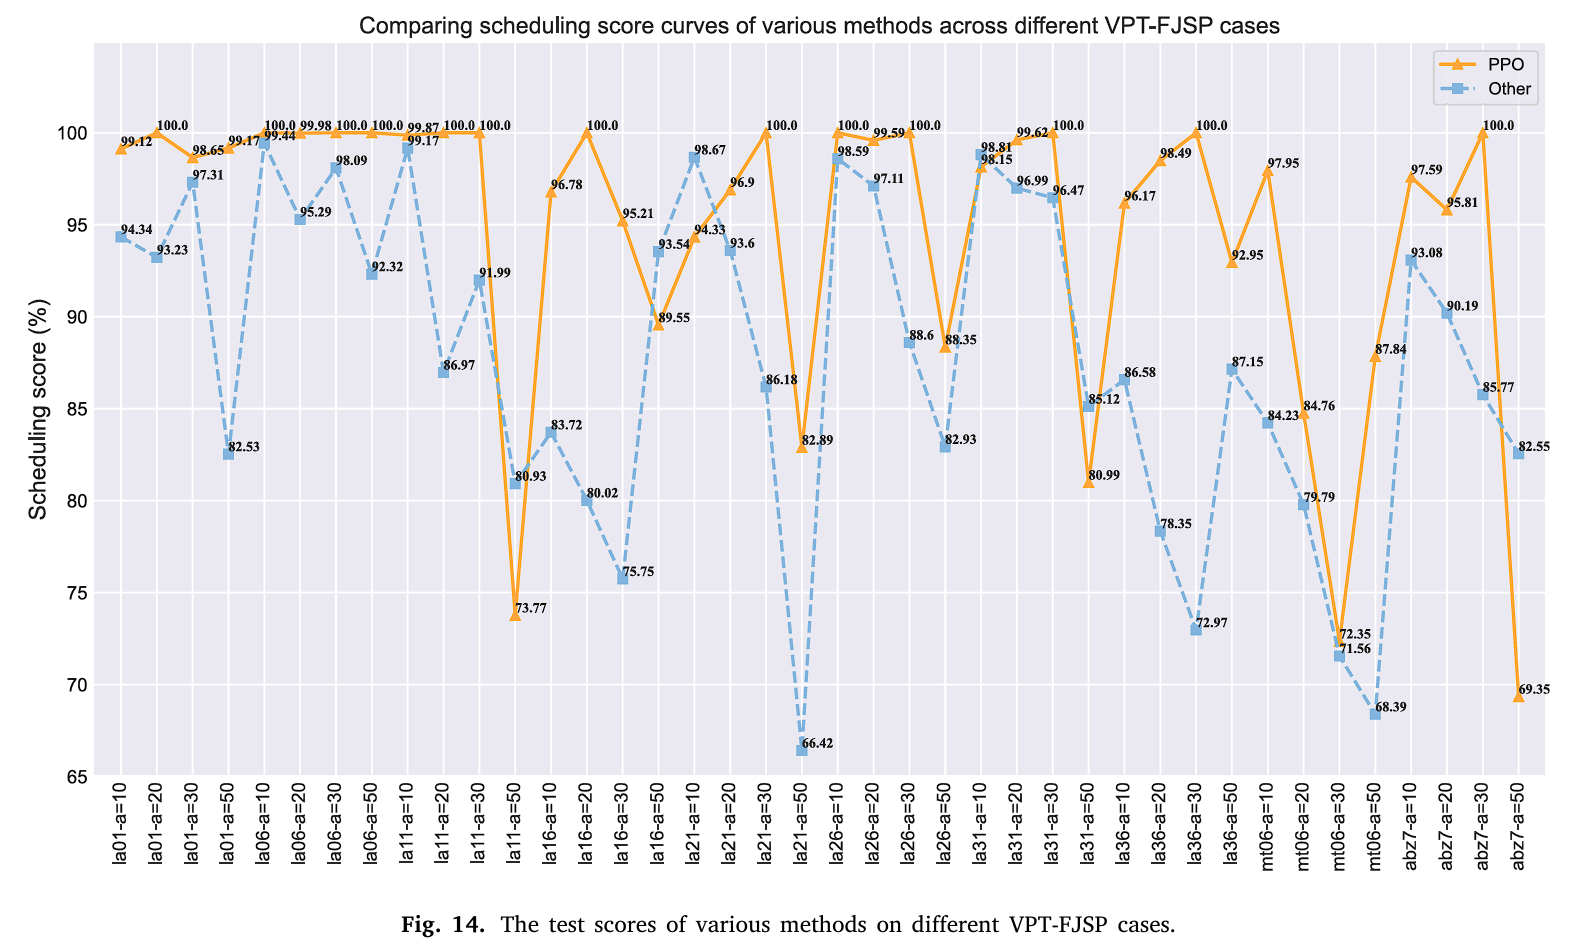 Comparing scheduling score curves of various methods across different VPT-FJSP cases
PPO
Other
Scheduling score (%)
100
95
90
85
80
75
70
65
99.12
100.0
98.65
99.17
100.0
99.98
100.0
100.0
99.87
100.0
100.0
73.77
96.78
100.0
95.21
89.55
94.33
96.9
100.0
82.89
100.0
99.59
100.0
88.35
98.15
99.62
100.0
80.99
96.17
98.49
100.0
92.95
97.95
84.76
72.35
87.84
97.59
95.81
100.0
69.35
94.34
93.23
97.31
82.53
99.44
95.29
98.09
92.32
99.17
86.97
91.99
80.93
83.72
80.02
75.75
93.54
98.67
93.6
86.18
66.42
98.59
97.11
88.6
82.93
98.81
96.99
96.47
85.12
86.58
78.35
72.97
87.15
84.23
79.79
71.56
68.39
93.08
90.19
85.77
82.55
la01-a=10
la01-a=20
la01-a=30
la01-a=50
la06-a=10
la06-a=20
la06-a=30
la06-a=50
la11-a=10
la11-a=20
la11-a=30
la11-a=50
la16-a=10
la16-a=20
la16-a=30
la16-a=50
la21-a=10
la21-a=20
la21-a=30
la21-a=50
la26-a=10
la26-a=20
la26-a=30
la26-a=50
la31-a=10
la31-a=20
la31-a=30
la31-a=50
la36-a=10
la36-a=20
la36-a=30
la36-a=50
mt06-a=10
mt06-a=20
mt06-a=30
mt06-a=50
abz7-a=10
abz7-a=20
abz7-a=30
abz7-a=50
Fig. 14. The test scores of various methods on different VPT-FJSP cases.